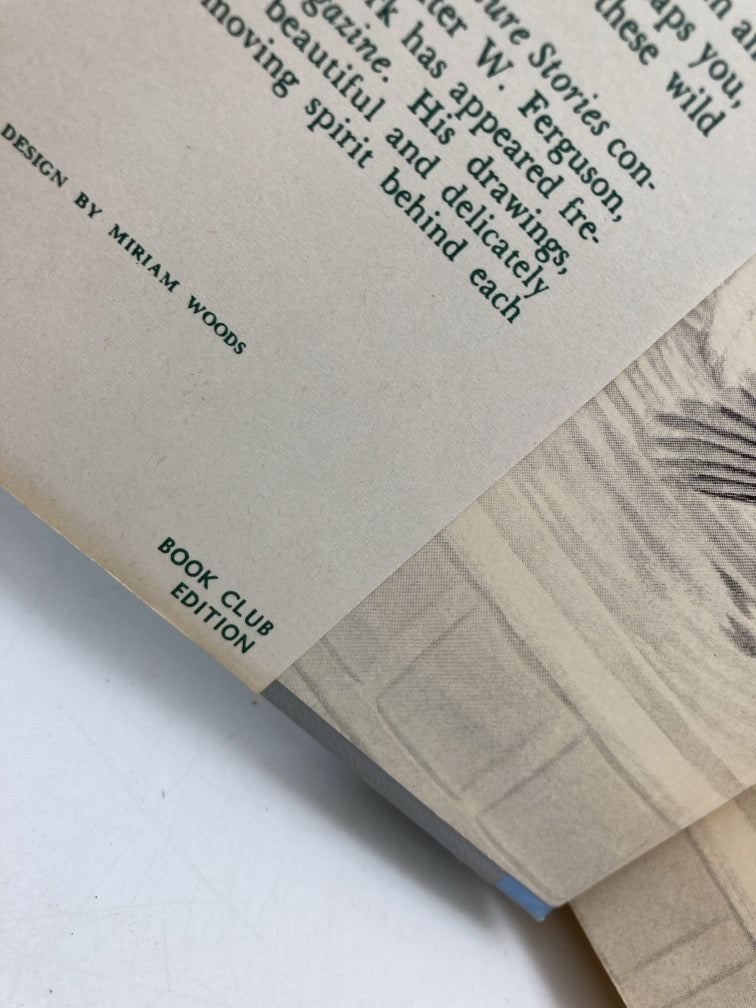 aps you,
these wild
ure Stories con-
ter W. Ferguson,
rk has appeared fre-
gazine. His drawings,
beautiful and delicately
moving spirit behind each
DESIGN BY MIRIAM WOODS
BOOK CLUB
EDITION